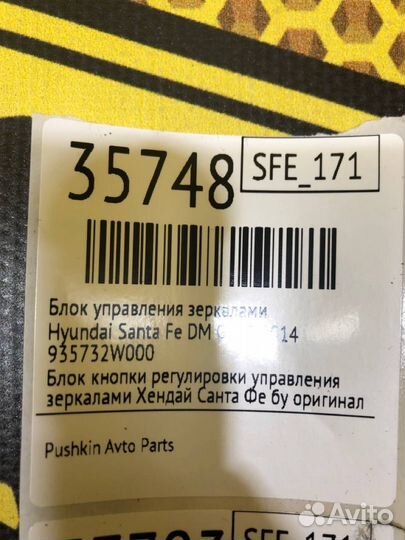 35748
SFE_171
Блок управления зеркалами
Hyundai Santa Fe DM 014
935732W000
Блок кнопки регулировки управления
зеркалами Хендай Санта Фе бу оригинал
Pushkin Avto Parts
SFE_171
Avito